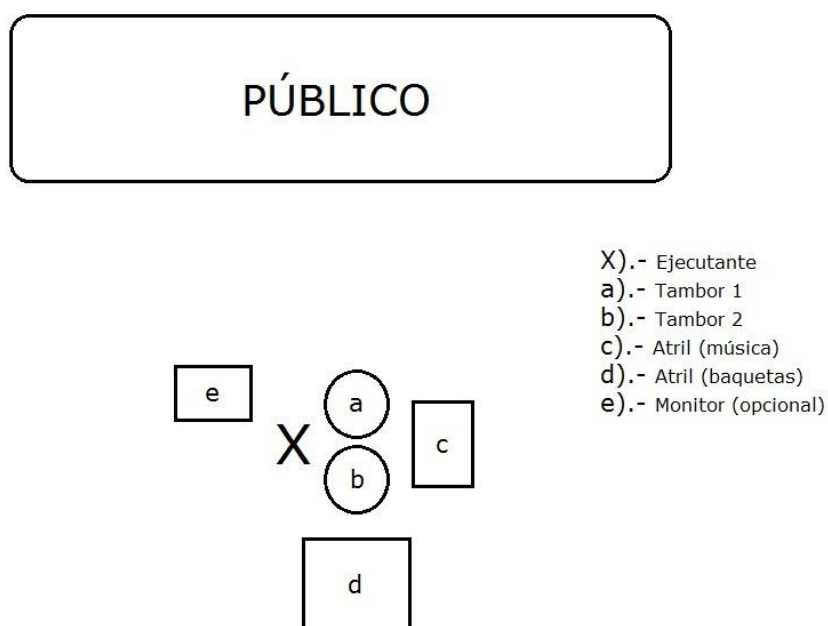 PÚBLICO
X).- Ejecutante
a).- Tambor 1
b).- Tambor 2
c).- Atril (música)
d).- Atril (baquetas)
e).- Monitor (opcional)
e
a
X
c
b
d